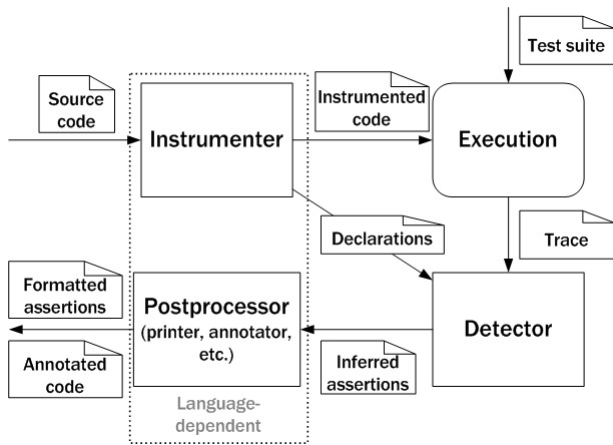 Test suite
Source
code
Instrumenter
Instrumented
code
Execution
Declarations
Trace
Formatted
assertions
Postprocessor
(printer, annotator,
etc.)
Detector
Annotated
code
Inferred
assertions
Language-
dependent